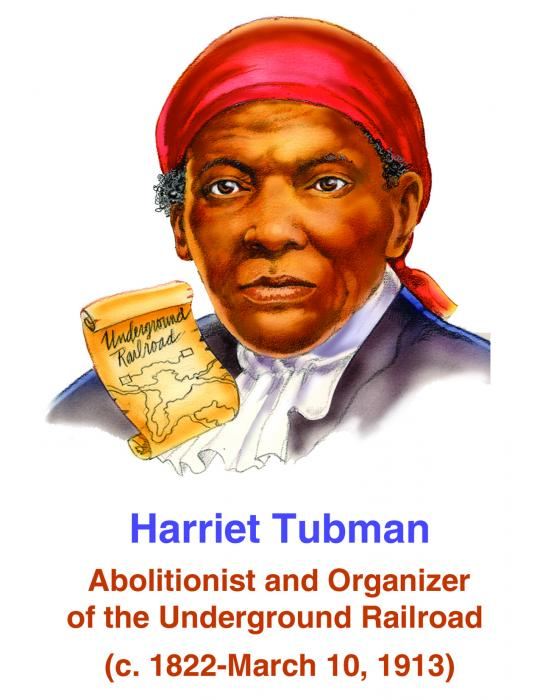 Underground
Railroad
Harriet Tubman
Abolitionist and Organizer
of the Underground Railroad
(c. 1822-March 10, 1913)